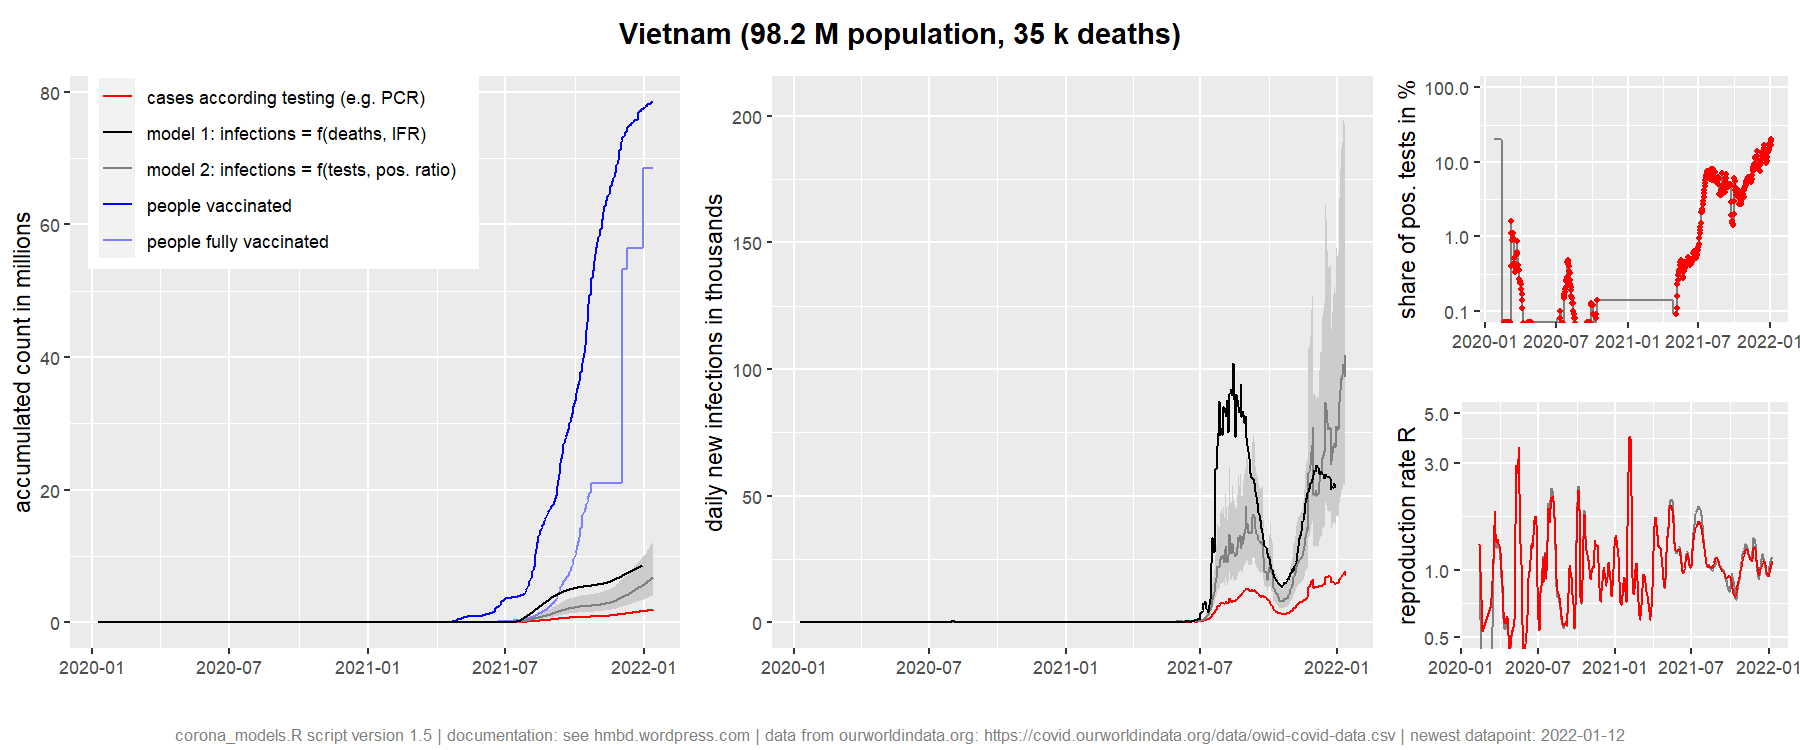 Vietnam (98.2 M population, 35 k deaths)
accumulated count in millions
80
60
40
20
0
cases according testing (e.g. PCR)
model 1: infections = f(deaths, IFR)
model 2: infections = f(tests, pos. ratio)
people vaccinated
people fully vaccinated
2020-01 2020-07 2021-01 2021-07 2022-01
daily new infections in thousands
200
150
100
50
0
2020-01 2020-07 2021-01 2021-07 2022-01
share of pos. tests in %
100.0
10.0
1.0
0.1
2020-01 2020-07 2021-01 2021-07 2022-01
reproduction rate R
5.0
3.0
1.0
0.5
2020-01 2020-07 2021-01 2021-07 2022-01
corona_models.R script version 1.5 | documentation: see hmbd.wordpress.com | data from ourworldindata.org: https://covid.ourworldindata.org/data/owid-covid-data.csv | newest datapoint: 2022-01-12